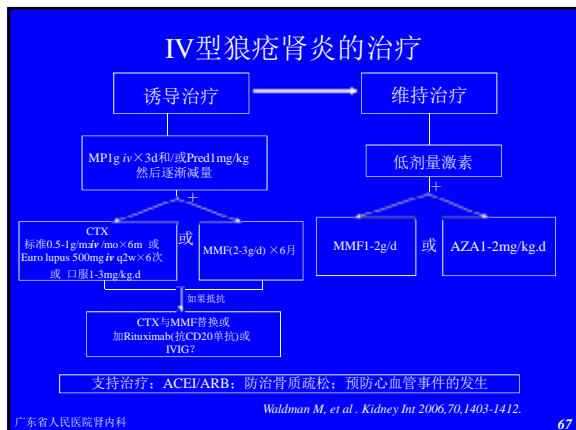 IV型狼疮肾炎的治疗
诱导治疗
维持治疗
MP1g iv×3d和/或Pred1mg/kg
然后逐渐减量
低剂量激素
+
+
CTX
标准0.5-1g/miv /mo×6m 或
Euro lupus 500mg iv q2w×6次
或 口服1-3mg/kg.d
或
MMF(2-3g/d) ×6月
MMF1-2g/d
或
AZA1-2mg/kg.d
如果抵抗
CTX与MMF替换或
加Rituximab(抗CD20单抗)或
IVIG？
支持治疗；ACEI/ARB；防治骨质疏松；预防心血管事件的发生
Waldman M, et al . Kidney Int 2006,70,1403-1412.
广东省人民医院肾内科
67